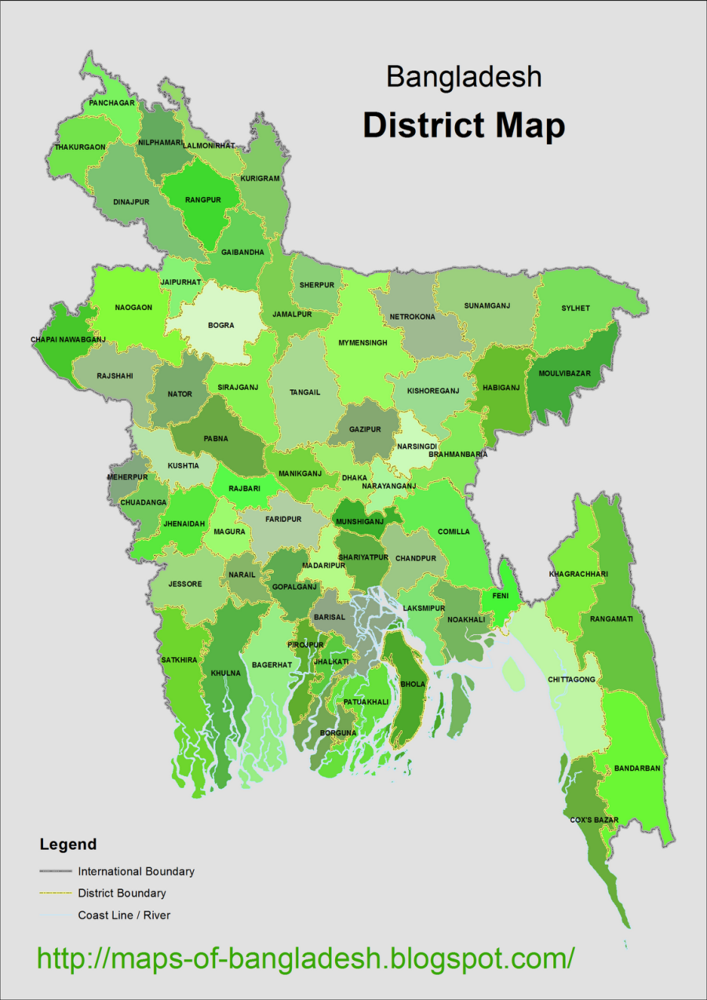 Bangladesh
District Map
PANCHAGAR
THAKURGAON
NILPHAMARI
LALMONIRHAT
KURIGRAM
DINAJPUR
RANGPUR
GAIBANDHA
JAIPURHAT
SHERPUR
NAOGAON
SUNAMGANJ
SYLHET
JAMALPUR
NETROKONA
BOGRA
CHAPAI NAWABGANJ
MYMENSINGH
RAJSHAHI
MOULVIBAZAR
SIRAJGANJ
HABIGANJ
NATOR
TANGAIL
KISHOREGANJ
GAZIPUR
PABNA
NARSINGDI
BRAHMANBARIA
KUSHTIA
MANIKGANJ
MEHERPUR
DHAKA
NARAYANGANJ
RAJBARI
CHUADANGA
FARIDPUR
MUNSHIGANJ
JHENAIDAH
MAGURA
COMILLA
SHARIYATPUR
CHANDPUR
MADARIPUR
KHAGRACHHARI
NARAIL
JESSORE
GOPALGANJ
FENI
LAKSMIPUR
BARISAL
NOAKHALI
RANGAMATI
PIROJPUR
SATKHIRA
JHALKATI
BAGERHAT
KHULNA
CHITTAGONG
BHOLA
PATUAKHALI
BORGUNA
BANDARBAN
COX'S BAZAR
Legend
International Boundary
District Boundary
Coast Line / River
http://maps-of-bangladesh.blogspot.com/